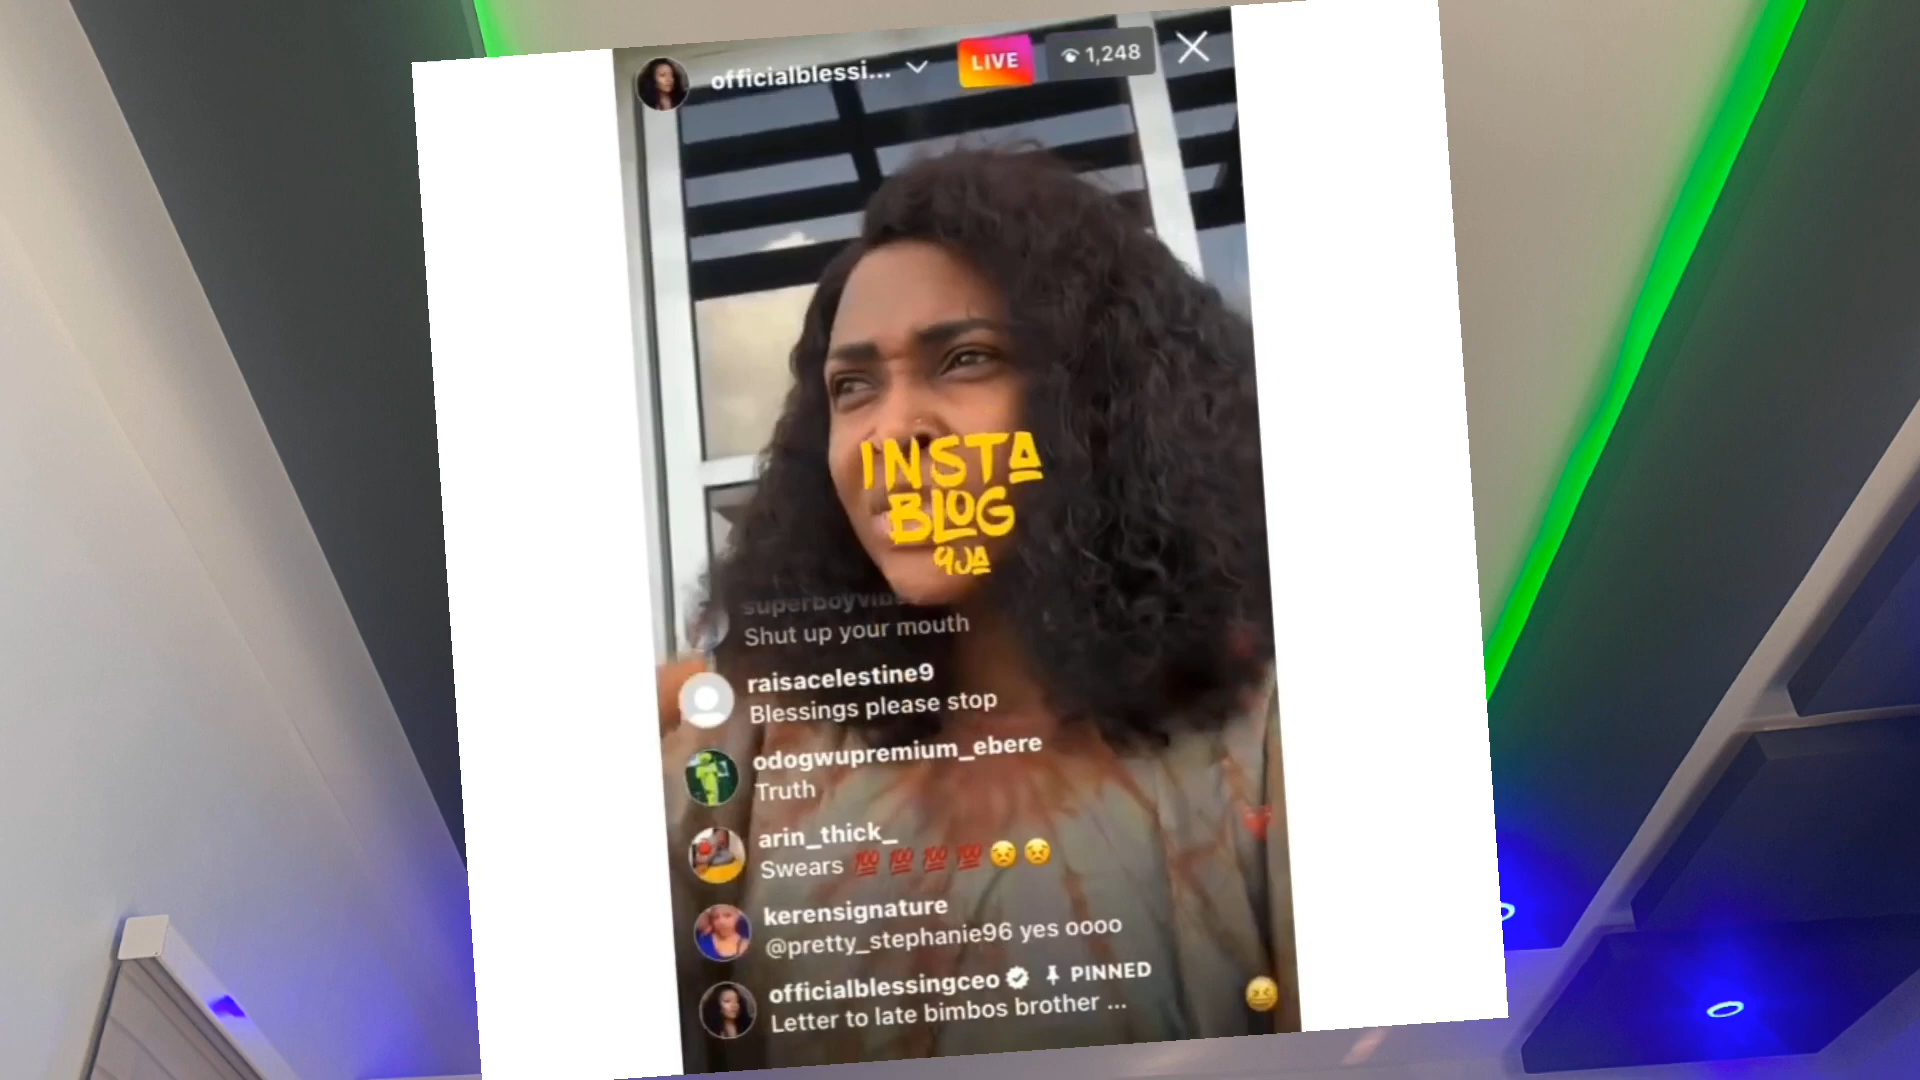 officialblessi...
LIVE
1,248
INSTA
BLOG
9JA
Shut up your mouth
raisacelestine9
Blessings please stop
odogwupremium_ebere
Truth
arin_thick_
Swears 💯 💯 💯 💯 😣 😣
kerensignature
@pretty_stephanie96 yes oooo
officialblessingceo PINNED
Letter to late bimbos brother ...